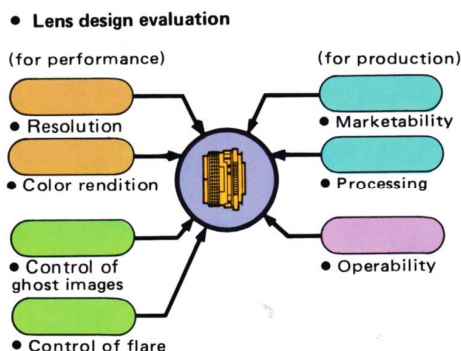 ● Lens design evaluation
(for performance)
● Resolution
● Color rendition
● Control of
ghost images
● Control of flare
(for production)
● Marketability
● Processing
● Operability